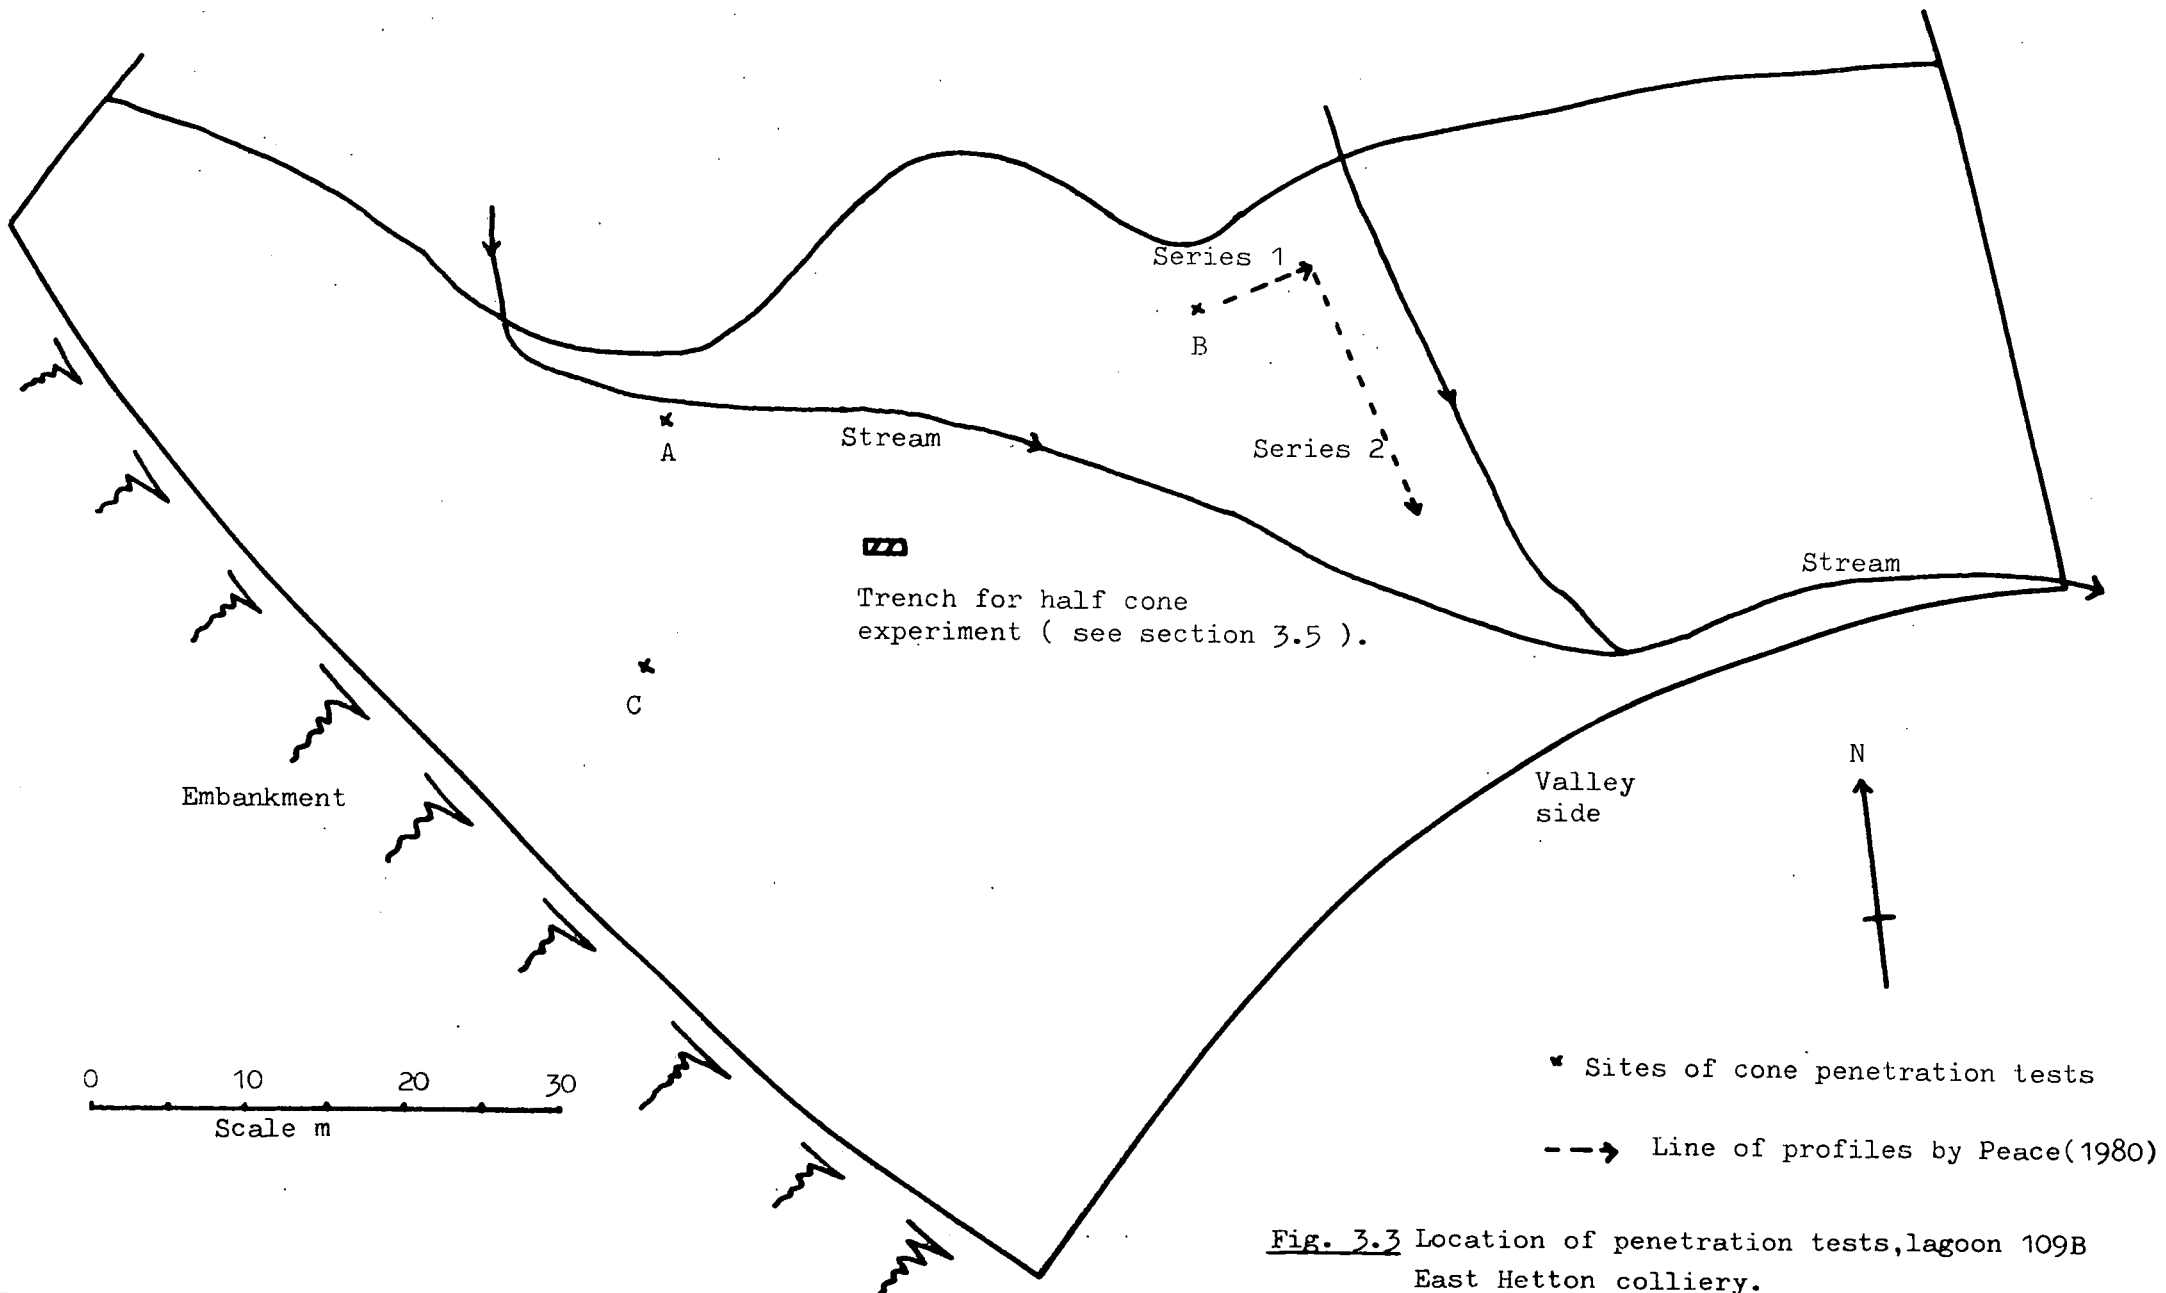 Series 1
B
A
Stream
Series 2
Stream
Trench for half cone
experiment ( see section 3.5 ).
C
N
Embankment
Valley
side
0 10 20 30
Scale m
× Sites of cone penetration tests
Line of profiles by Peace(1980)
Fig. 3.3 Location of penetration tests,lagoon 109B
East Hetton colliery.